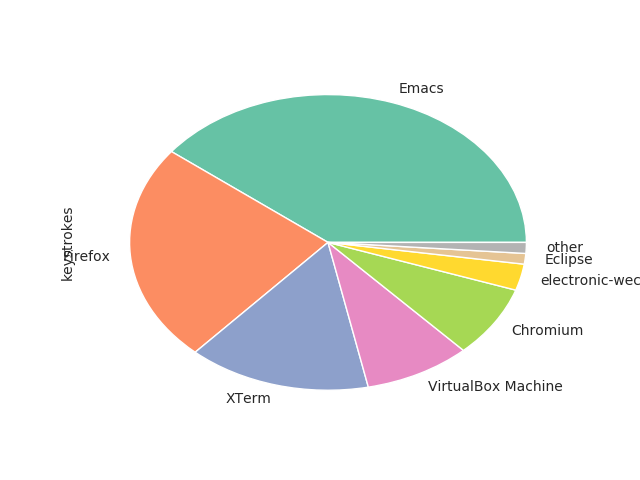 Emacs
keystrokes
Firefox
other
Eclipse
electronic-wec
Chromium
VirtualBox Machine
XTerm